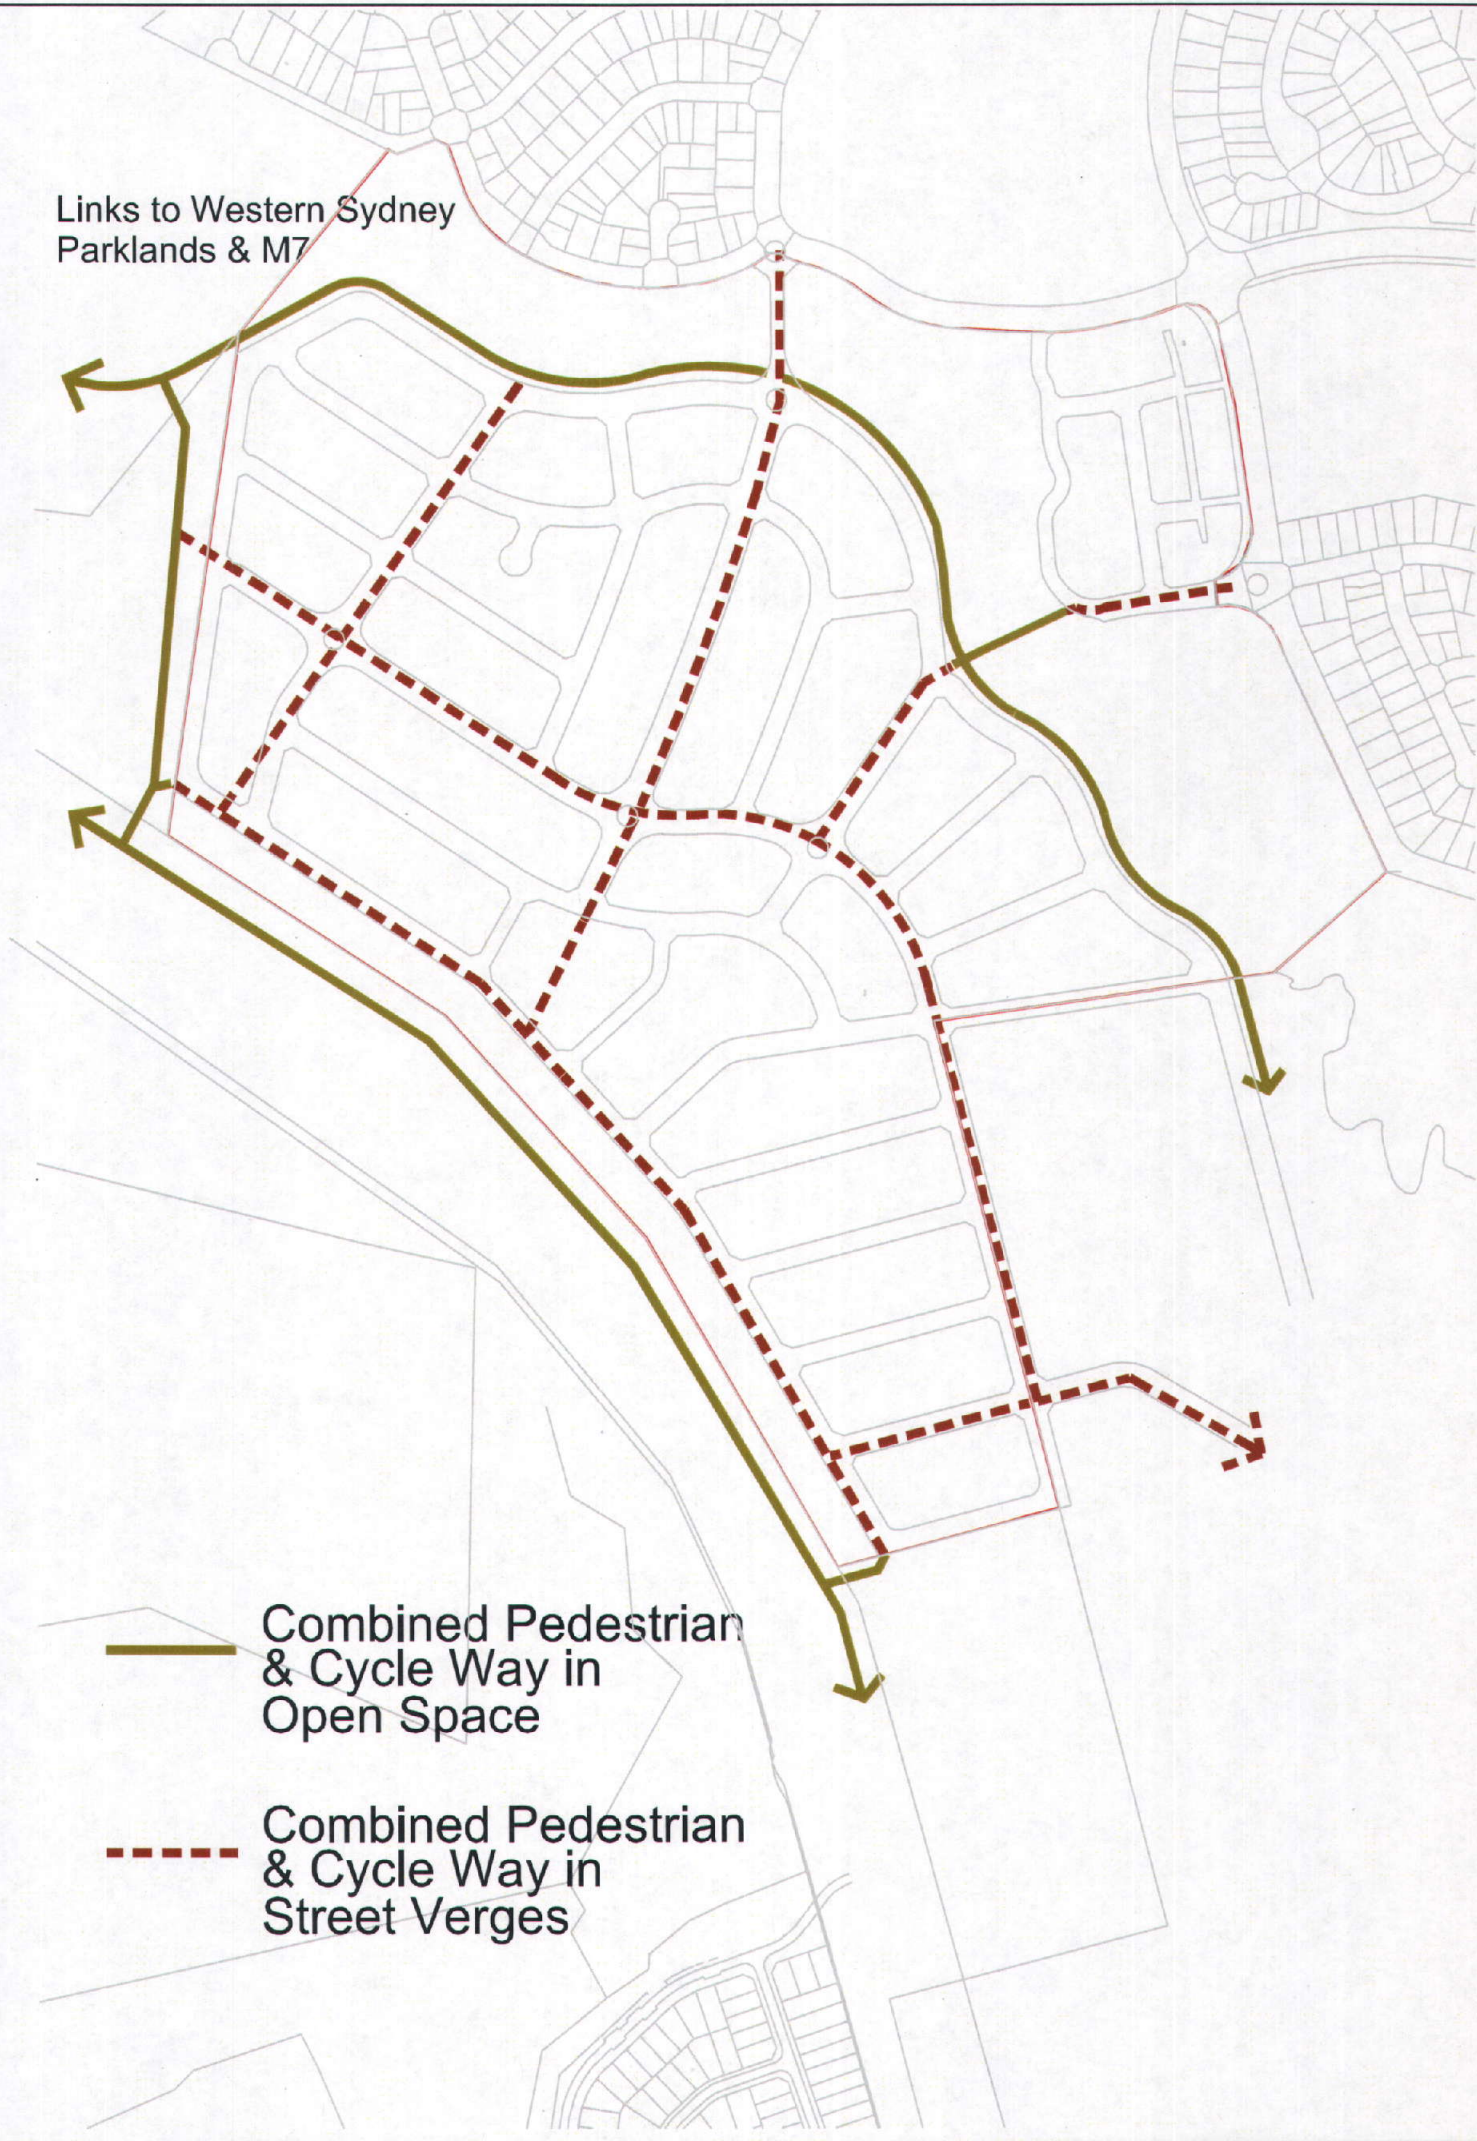 Links to Western Sydney
Parklands & M7
Combined Pedestrian
& Cycle Way in
Open Space
Combined Pedestrian
& Cycle Way in
Street Verges